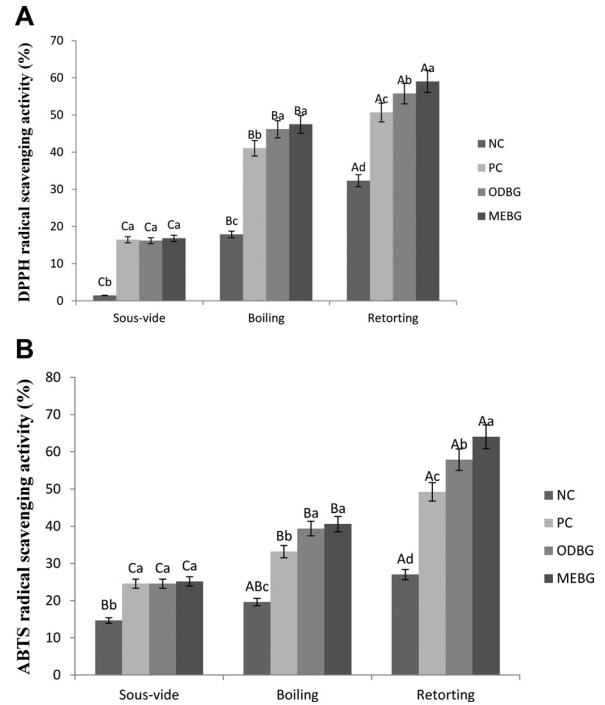 A
DPPH radical scavenging activity (%)
70
60
50
40
30
20
10
0
Cb
Ca
Ca
Ca
Bc
Bb
Ba
Ba
Ad
Ac
Ab
Aa
Sous-vide
Boiling
Retorting
NC
PC
ODBG
MEBG
B
ABTS radical scavenging activity (%)
80
70
60
50
40
30
20
10
0
Bb
Ca
Ca
Ca
ABc
Bb
Ba
Ba
Ad
Ac
Ab
Aa
Sous-vide
Boiling
Retorting
NC
PC
ODBG
MEBG